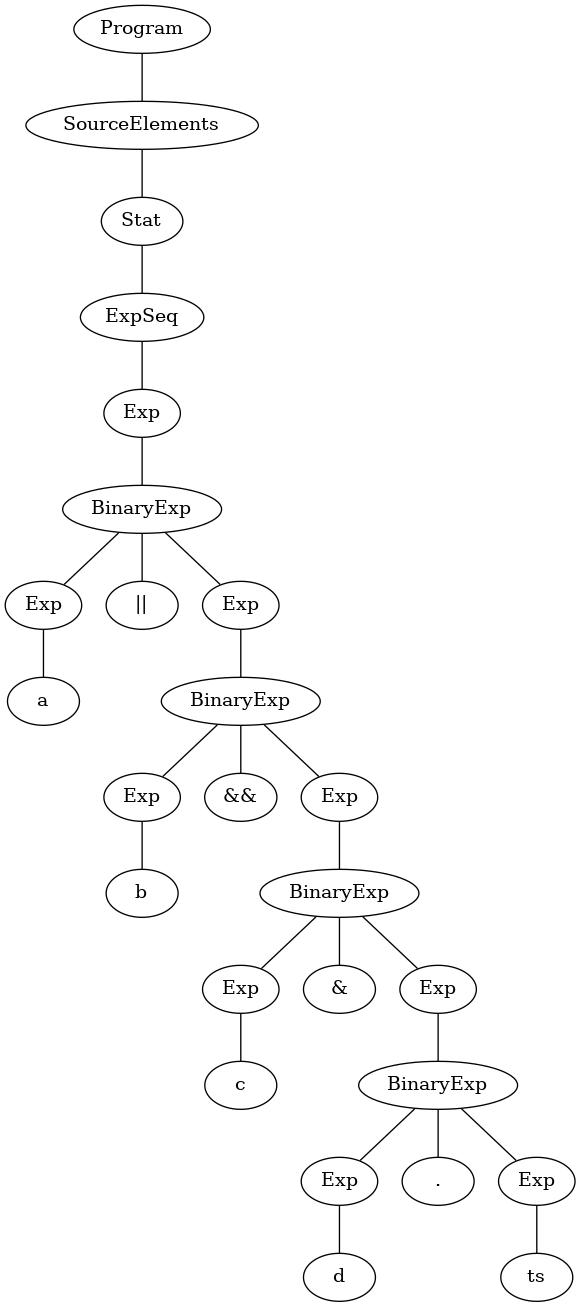 Program
SourceElements
Stat
ExpSeq
Exp
BinaryExp
Exp || Exp
a BinaryExp
Exp && Exp
b BinaryExp
Exp & Exp
c BinaryExp
Exp . Exp
d ts